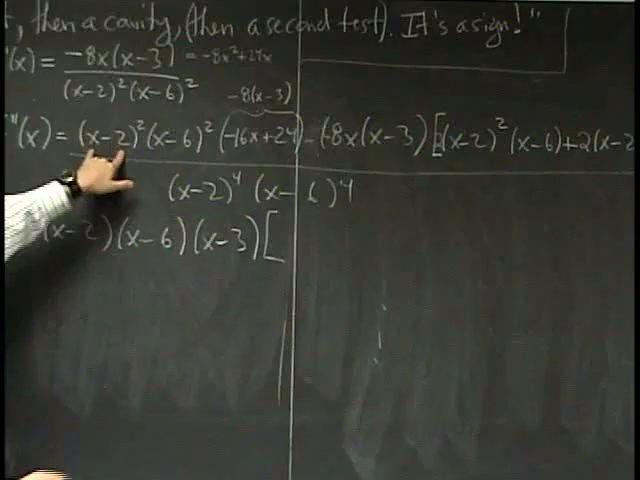 , then a cavity, (then a second test). It's a sign!"
'(x) = -8x(x-3) / (x-2)²(x-6)² = -8x²+24x
-8(x-3)
"(x) = (x-2)²(x-6)²(-16x+24) - (-8x(x-3)[2(x-2)²(x-6)+2(x-2
(x-2)⁴ (x-6)⁴
(x-2)(x-6)(x-3)[